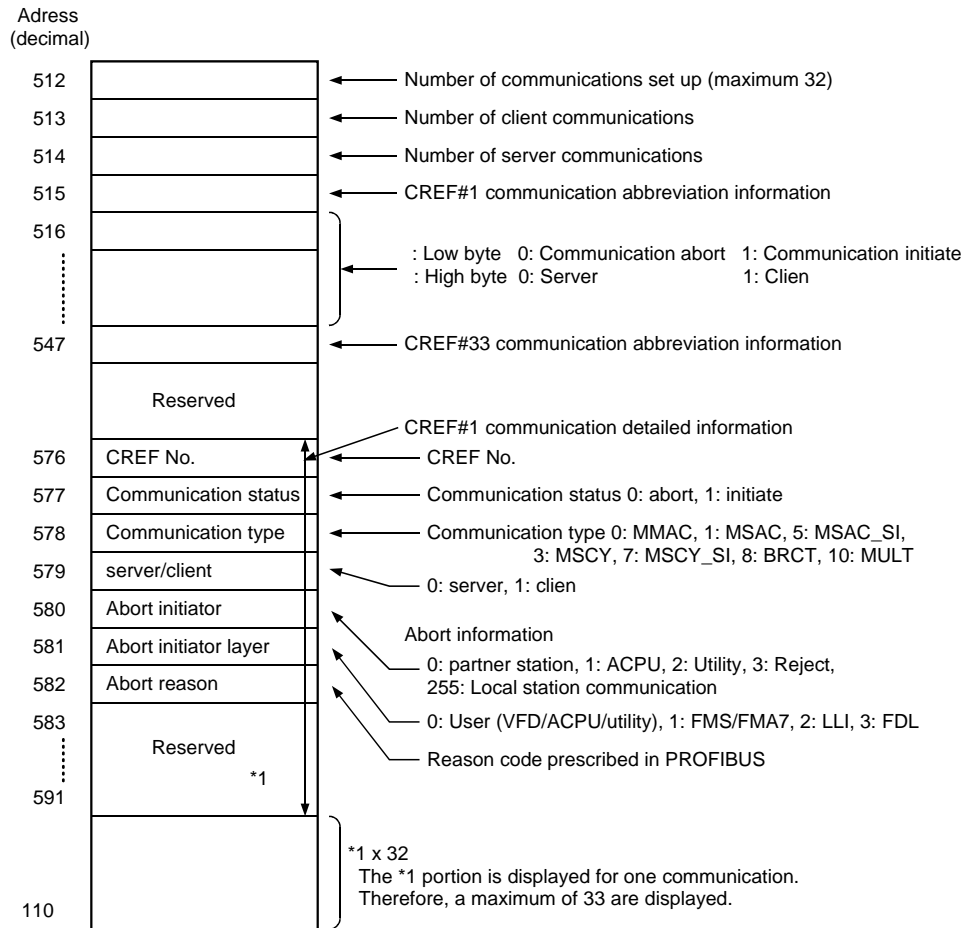 Adress
(decimal)
512 Number of communications set up (maximum 32)
513 Number of client communications
514 Number of server communications
515 CREF#1 communication abbreviation information
516
: Low byte 0: Communication abort 1: Communication initiate
: High byte 0: Server 1: Clien
547 CREF#33 communication abbreviation information
Reserved
CREF#1 communication detailed information
576 CREF No. CREF No.
577 Communication status Communication status 0: abort, 1: initiate
578 Communication type Communication type 0: MMAC, 1: MSAC, 5: MSAC_SI,
3: MSCY, 7: MSCY_SI, 8: BRCT, 10: MULT
579 server/client
0: server, 1: clien
580 Abort initiator
Abort information
581 Abort initiator layer
0: partner station, 1: ACPU, 2: Utility, 3: Reject,
255: Local station communication
582 Abort reason
583
0: User (VFD/ACPU/utility), 1: FMS/FMA7, 2: LLI, 3: FDL
Reserved
Reason code prescribed in PROFIBUS
*1
591
*1 x 32
The *1 portion is displayed for one communication.
Therefore, a maximum of 33 are displayed.
110